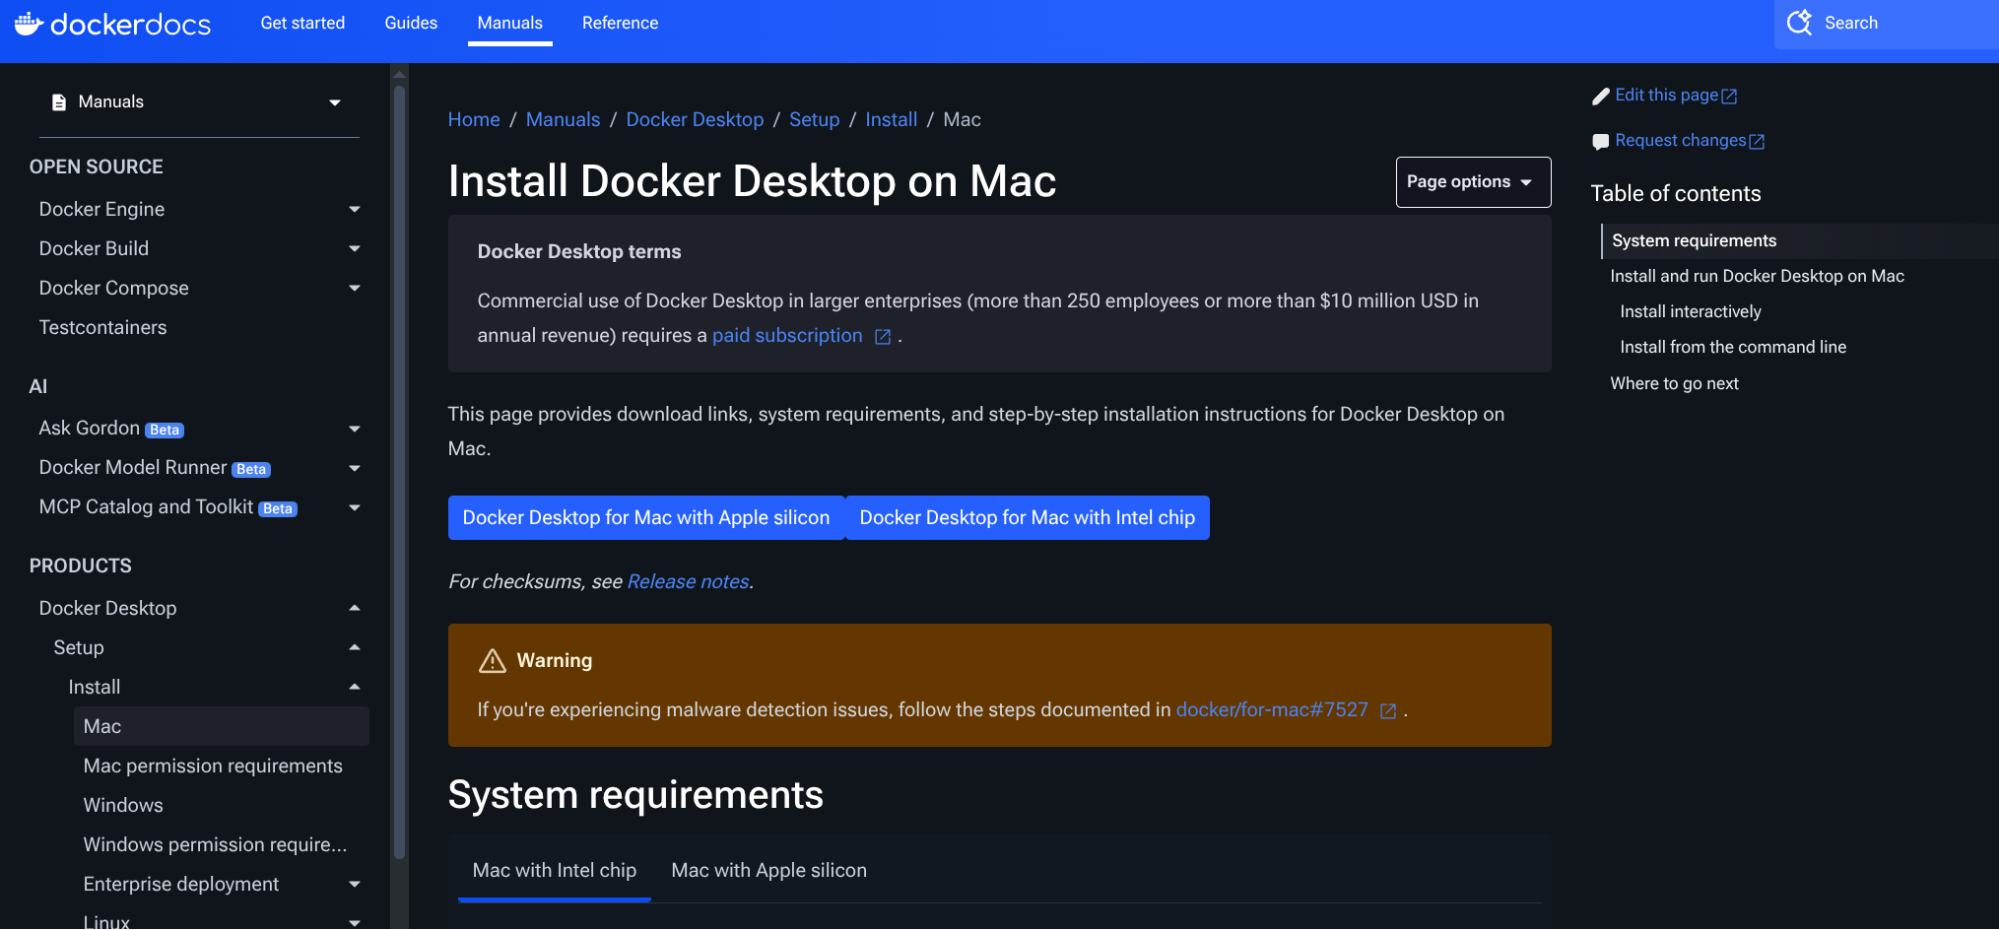 dockerdocs
Get started
Guides
Manuals
Reference
Search
Manuals
OPEN SOURCE
Docker Engine
Docker Build
Docker Compose
Testcontainers
AI
Ask Gordon Beta
Docker Model Runner Beta
MCP Catalog and Toolkit Beta
PRODUCTS
Docker Desktop
Setup
Install
Mac
Mac permission requirements
Windows
Windows permission require...
Enterprise deployment
Linux
Home / Manuals / Docker Desktop / Setup / Install / Mac
Install Docker Desktop on Mac
Page options
Docker Desktop terms
Commercial use of Docker Desktop in larger enterprises (more than 250 employees or more than $10 million USD in
annual revenue) requires a paid subscription .
This page provides download links, system requirements, and step-by-step installation instructions for Docker Desktop on
Mac.
Docker Desktop for Mac with Apple silicon
Docker Desktop for Mac with Intel chip
For checksums, see Release notes.
Warning
If you're experiencing malware detection issues, follow the steps documented in docker/for-mac#7527 .
System requirements
Mac with Intel chip
Mac with Apple silicon
Edit this page
Request changes
Table of contents
System requirements
Install and run Docker Desktop on Mac
Install interactively
Install from the command line
Where to go next